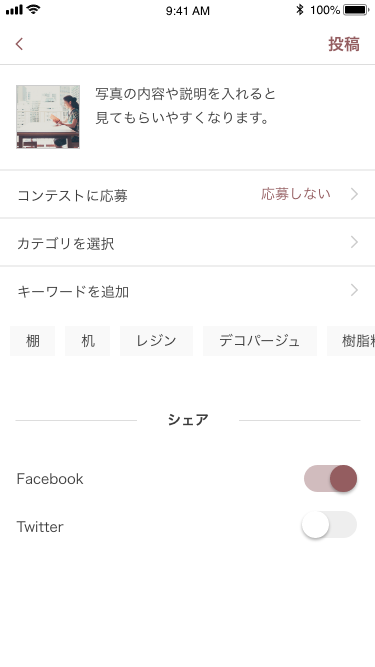 9:41 AM
100%
投稿
写真の内容や説明を入れると
見てもらいやすくなります。
コンテストに応募 応募しない
カテゴリを選択
キーワードを追加
棚 机 レジン デコパージュ 樹脂
シェア
Facebook
Twitter